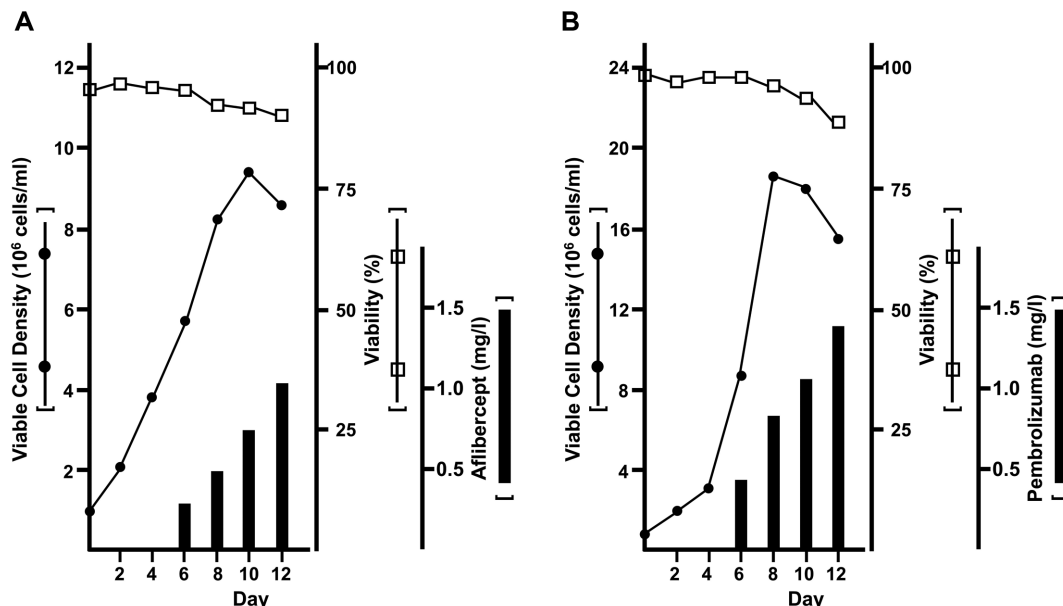 A
Viable Cell Density (10⁶ cells/ml)
[ ]
12
10
8
6
4
2
100
75
50
25
Viability (%)
[ ]
1.5
1.0
0.5
Aflibercept (mg/l)
[ ]
2 4 6 8 10 12
Day
B
Viable Cell Density (10⁶ cells/ml)
[ ]
24
20
16
12
8
4
100
75
50
25
Viability (%)
[ ]
1.5
1.0
0.5
Pembrolizumab (mg/l)
[ ]
2 4 6 8 10 12
Day